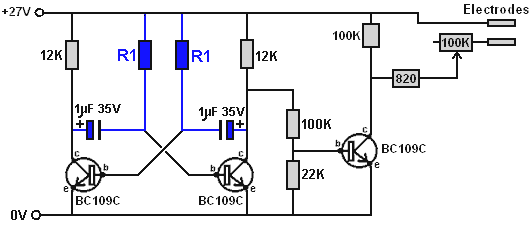 +27V
Electrodes
12K
R1
R1
12K
100K
100K
820
1µF 35V
+
1µF 35V
+
100K
c
b
e
BC109C
c
b
e
BC109C
c
b
e
BC109C
22K
0V